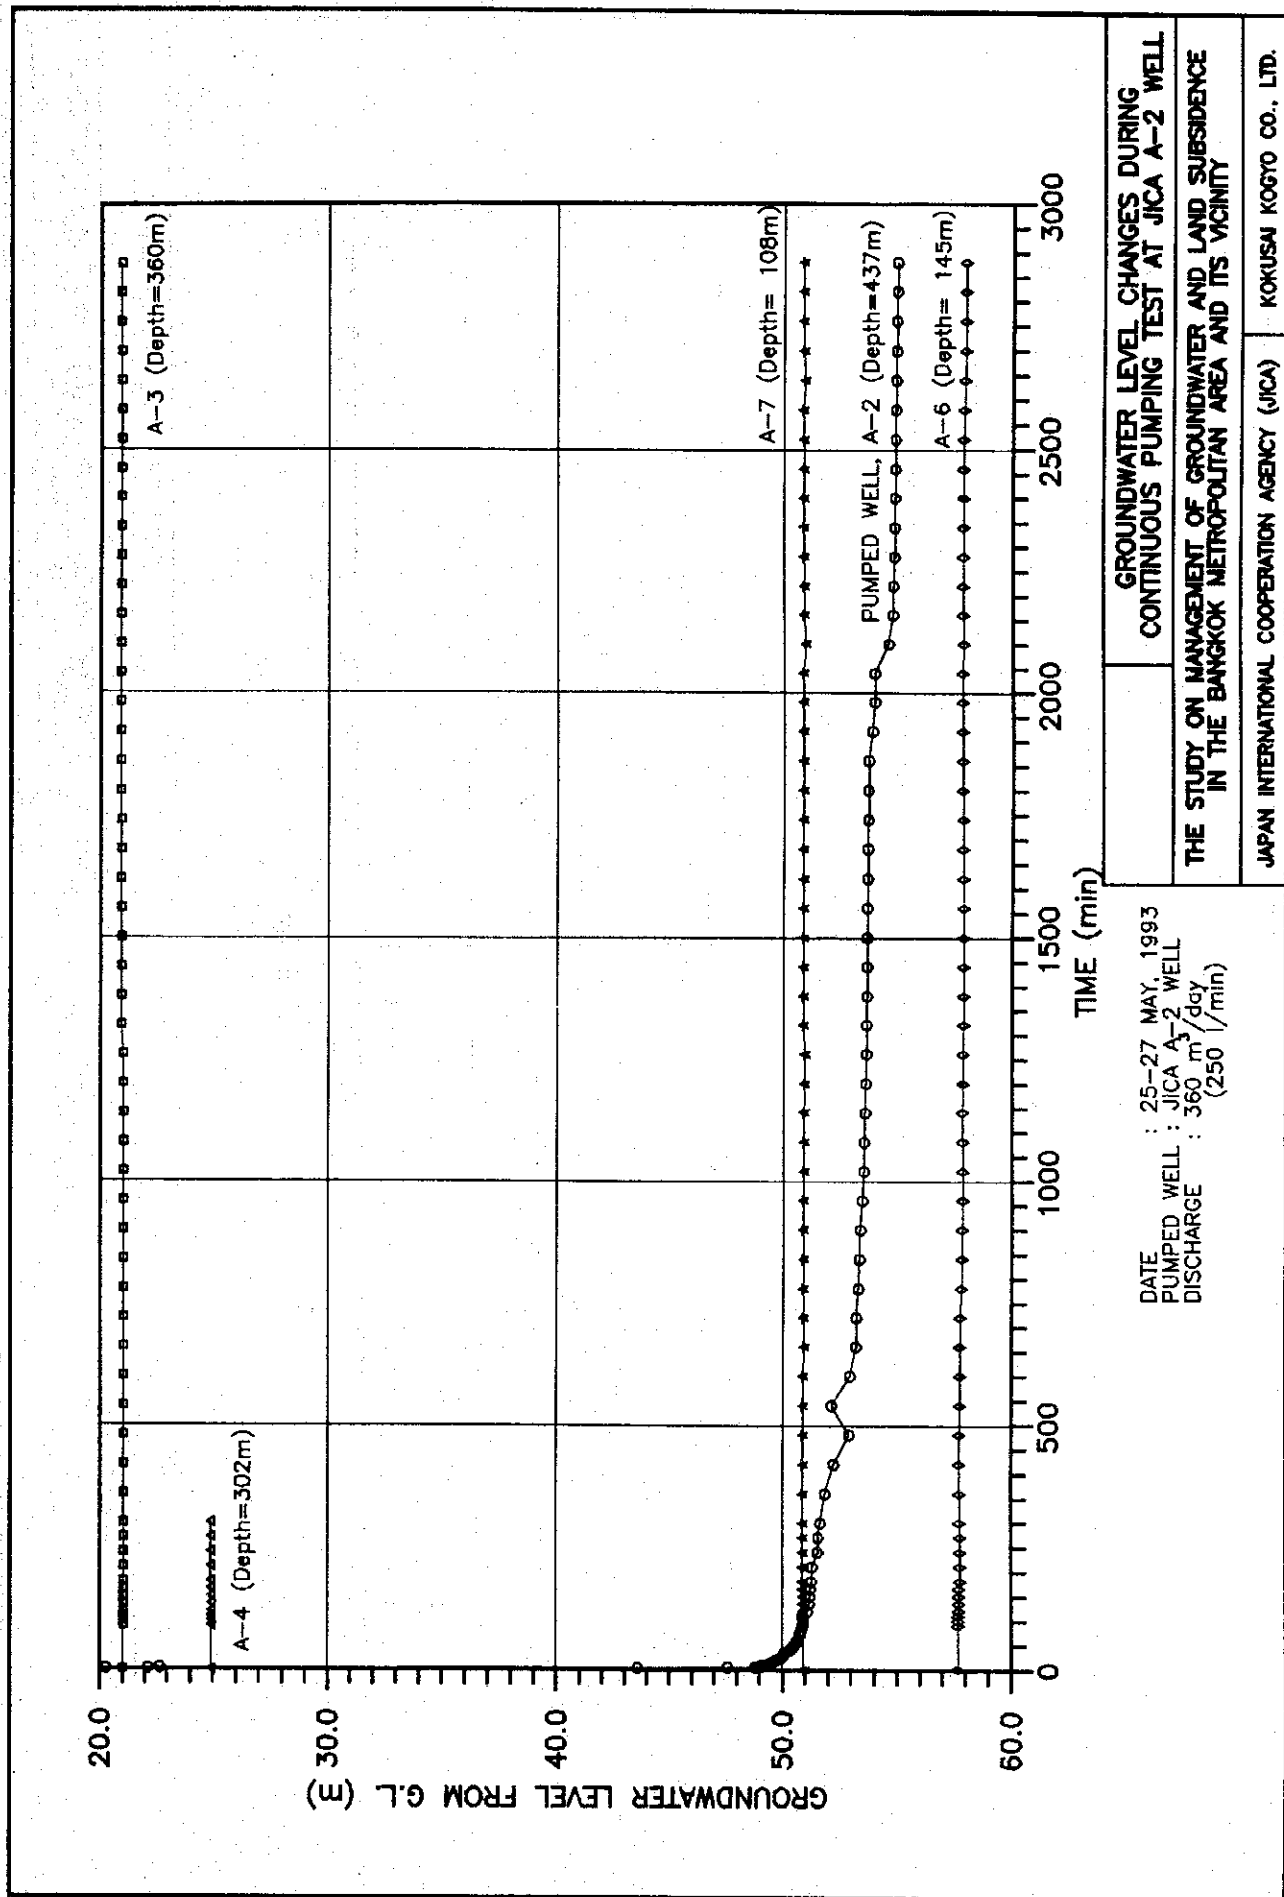 GROUNDWATER LEVEL FROM G.L. (m)
20.0
30.0
40.0
50.0
60.0
A-3 (Depth=360m)
A-4 (Depth=302m)
A-7 (Depth= 108m)
PUMPED WELL, A-2 (Depth=437m)
A-6 (Depth= 145m)
0
500
1000
1500
2000
2500
3000
TIME (min)
DATE : 25-27 MAY, 1993
PUMPED WELL : JICA A-2 WELL
DISCHARGE : 360 m³/day
(250 l/min)
GROUNDWATER LEVEL CHANGES DURING
CONTINUOUS PUMPING TEST AT JICA A-2 WELL
THE STUDY ON MANAGEMENT OF GROUNDWATER AND LAND SUBSIDENCE
IN THE BANGKOK METROPOLITAN AREA AND ITS VICINITY
JAPAN INTERNATIONAL COOPERATION AGENCY (JICA)
KOKUSAI KOGYO CO., LTD.